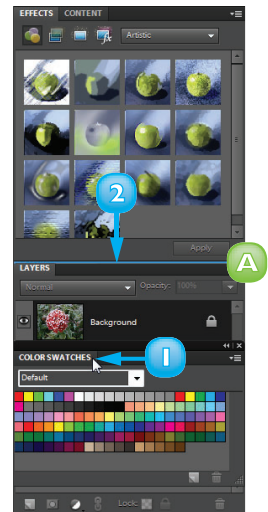 EFFECTS CONTENT
Artistic
2
Apply
A
LAYERS
Normal Opacity: 100%
Background
COLOR SWATCHES 1
Default
Lock: